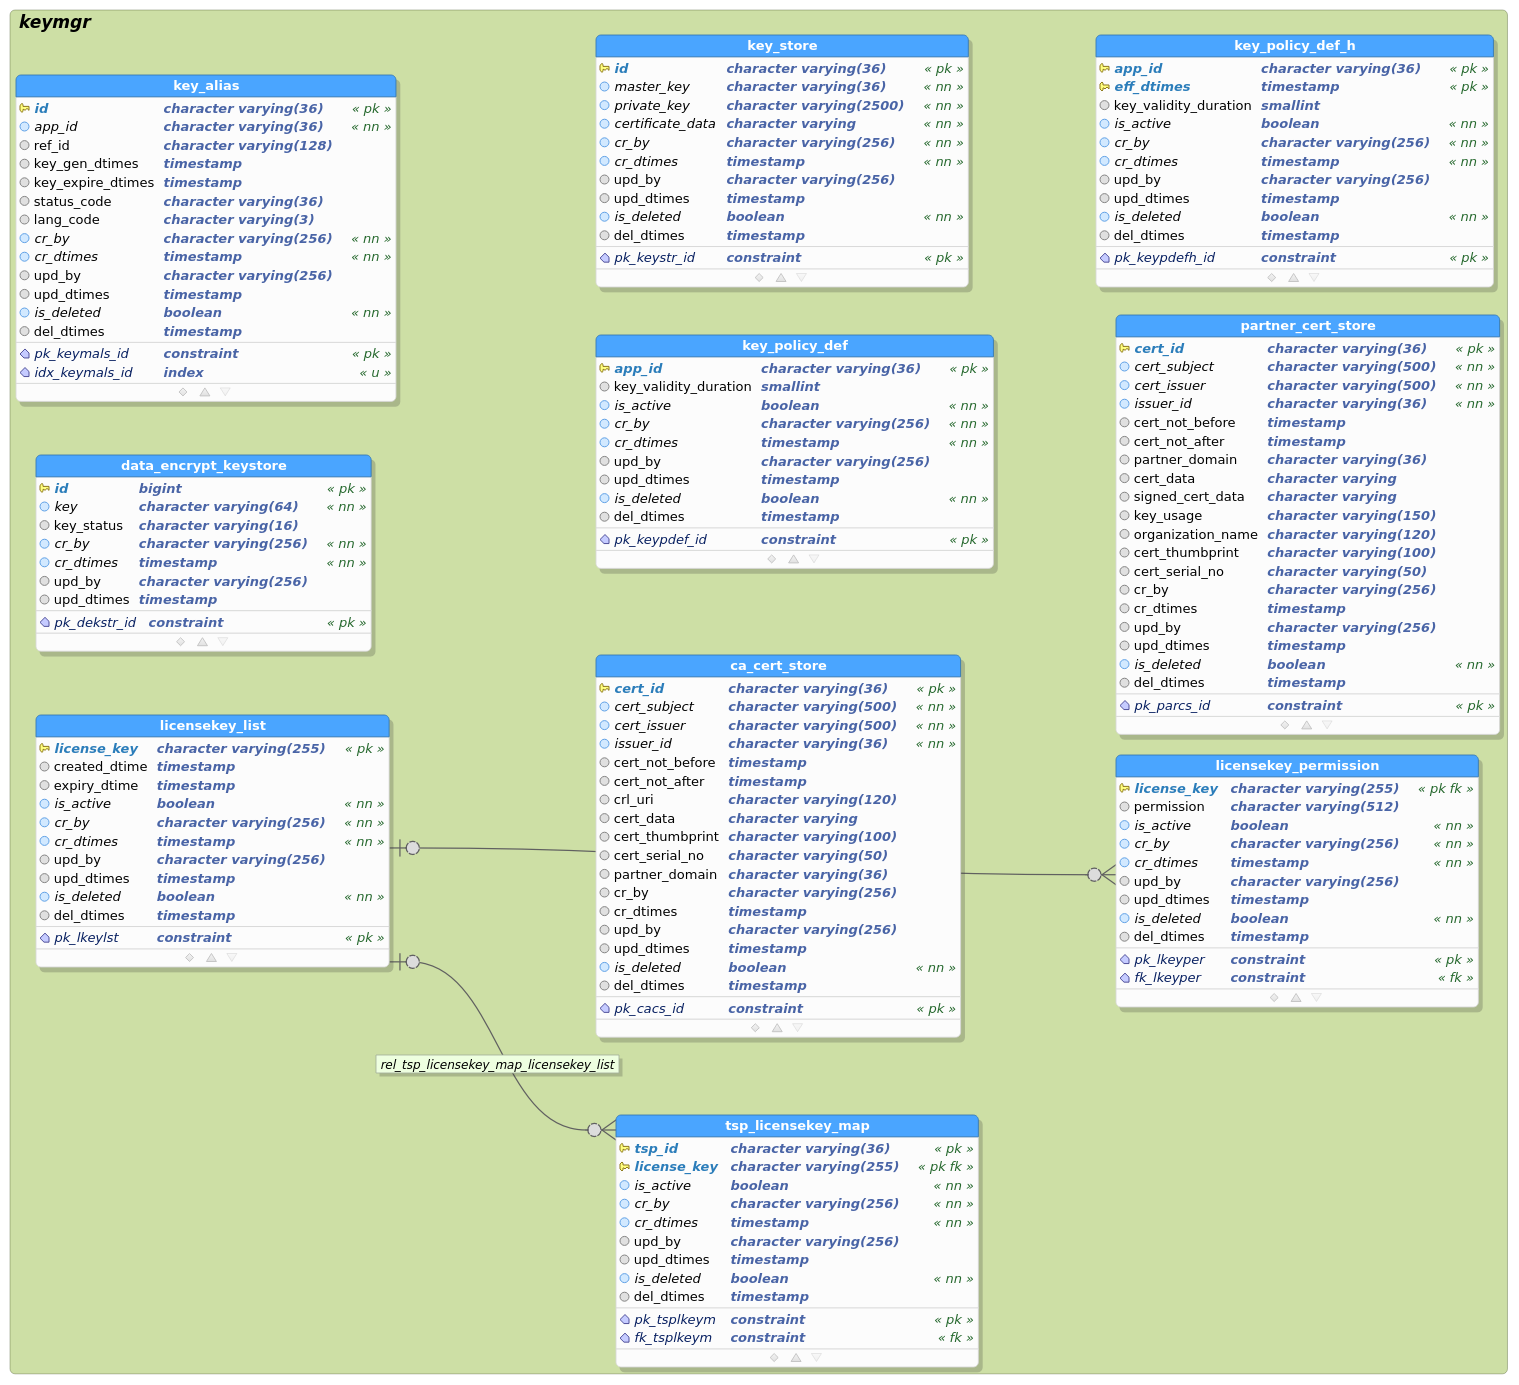 keymgr
key_alias
id character varying(36) « pk »
app_id character varying(36) « nn »
ref_id character varying(128)
key_gen_dtimes timestamp
key_expire_dtimes timestamp
status_code character varying(36)
lang_code character varying(3)
cr_by character varying(256) « nn »
cr_dtimes timestamp « nn »
upd_by character varying(256)
upd_dtimes timestamp
is_deleted boolean « nn »
del_dtimes timestamp
pk_keymals_id constraint « pk »
idx_keymals_id index « u »
key_store
id character varying(36) « pk »
master_key character varying(36) « nn »
private_key character varying(2500) « nn »
certificate_data character varying « nn »
cr_by character varying(256) « nn »
cr_dtimes timestamp « nn »
upd_by character varying(256)
upd_dtimes timestamp
is_deleted boolean « nn »
del_dtimes timestamp
pk_keystr_id constraint « pk »
key_policy_def_h
app_id character varying(36) « pk »
eff_dtimes timestamp « pk »
key_validity_duration smallint
is_active boolean « nn »
cr_by character varying(256) « nn »
cr_dtimes timestamp « nn »
upd_by character varying(256)
upd_dtimes timestamp
is_deleted boolean « nn »
del_dtimes timestamp
pk_keypdefh_id constraint « pk »
key_policy_def
app_id character varying(36) « pk »
key_validity_duration smallint
is_active boolean « nn »
cr_by character varying(256) « nn »
cr_dtimes timestamp « nn »
upd_by character varying(256)
upd_dtimes timestamp
is_deleted boolean « nn »
del_dtimes timestamp
pk_keypdef_id constraint « pk »
partner_cert_store
cert_id character varying(36) « pk »
cert_subject character varying(500) « nn »
cert_issuer character varying(500) « nn »
issuer_id character varying(36) « nn »
cert_not_before timestamp
cert_not_after timestamp
partner_domain character varying(36)
cert_data character varying
signed_cert_data character varying
key_usage character varying(150)
organization_name character varying(120)
cert_thumbprint character varying(100)
cert_serial_no character varying(50)
cr_by character varying(256)
cr_dtimes timestamp
upd_by character varying(256)
upd_dtimes timestamp
is_deleted boolean « nn »
del_dtimes timestamp
pk_parcs_id constraint « pk »
data_encrypt_keystore
id bigint « pk »
key character varying(64) « nn »
key_status character varying(16)
cr_by character varying(256) « nn »
cr_dtimes timestamp « nn »
upd_by character varying(256)
upd_dtimes timestamp
pk_dekstr_id constraint « pk »
licensekey_list
license_key character varying(255) « pk »
created_dtime timestamp
expiry_dtime timestamp
is_active boolean « nn »
cr_by character varying(256) « nn »
cr_dtimes timestamp « nn »
upd_by character varying(256)
upd_dtimes timestamp
is_deleted boolean « nn »
del_dtimes timestamp
pk_lkeylst constraint « pk »
ca_cert_store
cert_id character varying(36) « pk »
cert_subject character varying(500) « nn »
cert_issuer character varying(500) « nn »
issuer_id character varying(36) « nn »
cert_not_before timestamp
cert_not_after timestamp
crl_uri character varying(120)
cert_data character varying
cert_thumbprint character varying(100)
cert_serial_no character varying(50)
partner_domain character varying(36)
cr_by character varying(256)
cr_dtimes timestamp
upd_by character varying(256)
upd_dtimes timestamp
is_deleted boolean « nn »
del_dtimes timestamp
pk_cacs_id constraint « pk »
licensekey_permission
license_key character varying(255) « pk fk »
permission character varying(512)
is_active boolean « nn »
cr_by character varying(256) « nn »
cr_dtimes timestamp « nn »
upd_by character varying(256)
upd_dtimes timestamp
is_deleted boolean « nn »
del_dtimes timestamp
pk_lkeyper constraint « pk »
fk_lkeyper constraint « fk »
rel_tsp_licensekey_map_licensekey_list
tsp_licensekey_map
tsp_id character varying(36) « pk »
license_key character varying(255) « pk fk »
is_active boolean « nn »
cr_by character varying(256) « nn »
cr_dtimes timestamp « nn »
upd_by character varying(256)
upd_dtimes timestamp
is_deleted boolean « nn »
del_dtimes timestamp
pk_tsplkeym constraint « pk »
fk_tsplkeym constraint « fk »